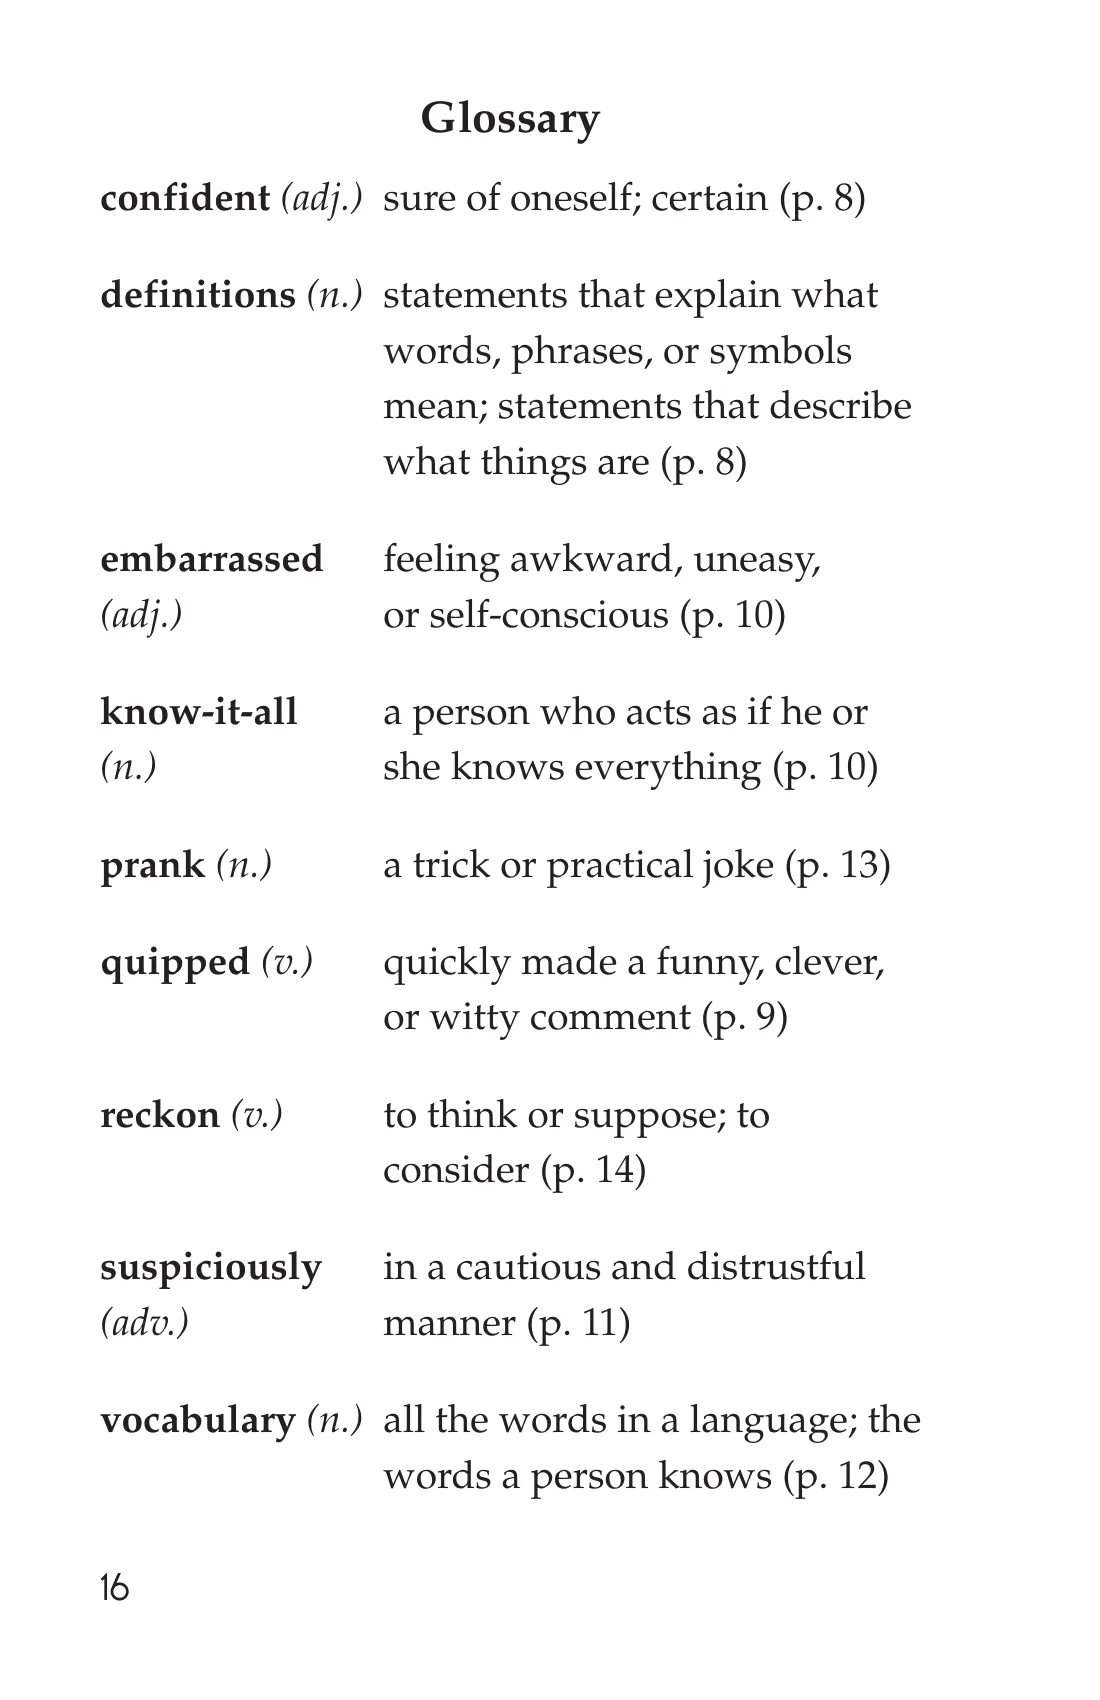 Glossary
confident (adj.) sure of oneself; certain (p. 8)
definitions (n.) statements that explain what
words, phrases, or symbols
mean; statements that describe
what things are (p. 8)
embarrassed feeling awkward, uneasy,
(adj.) or self-conscious (p. 10)
know-it-all a person who acts as if he or
(n.) she knows everything (p. 10)
prank (n.) a trick or practical joke (p. 13)
quipped (v.) quickly made a funny, clever,
or witty comment (p. 9)
reckon (v.) to think or suppose; to
consider (p. 14)
suspiciously in a cautious and distrustful
(adv.) manner (p. 11)
vocabulary (n.) all the words in a language; the
words a person knows (p. 12)
16